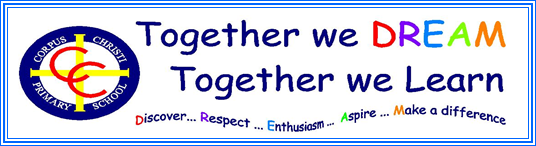 CORPUS CHRISTI
CC
PRIMARY SCHOOL
Together we DREAM
Together we Learn
Discover... Respect ... Enthusiasm ... Aspire ... Make a difference